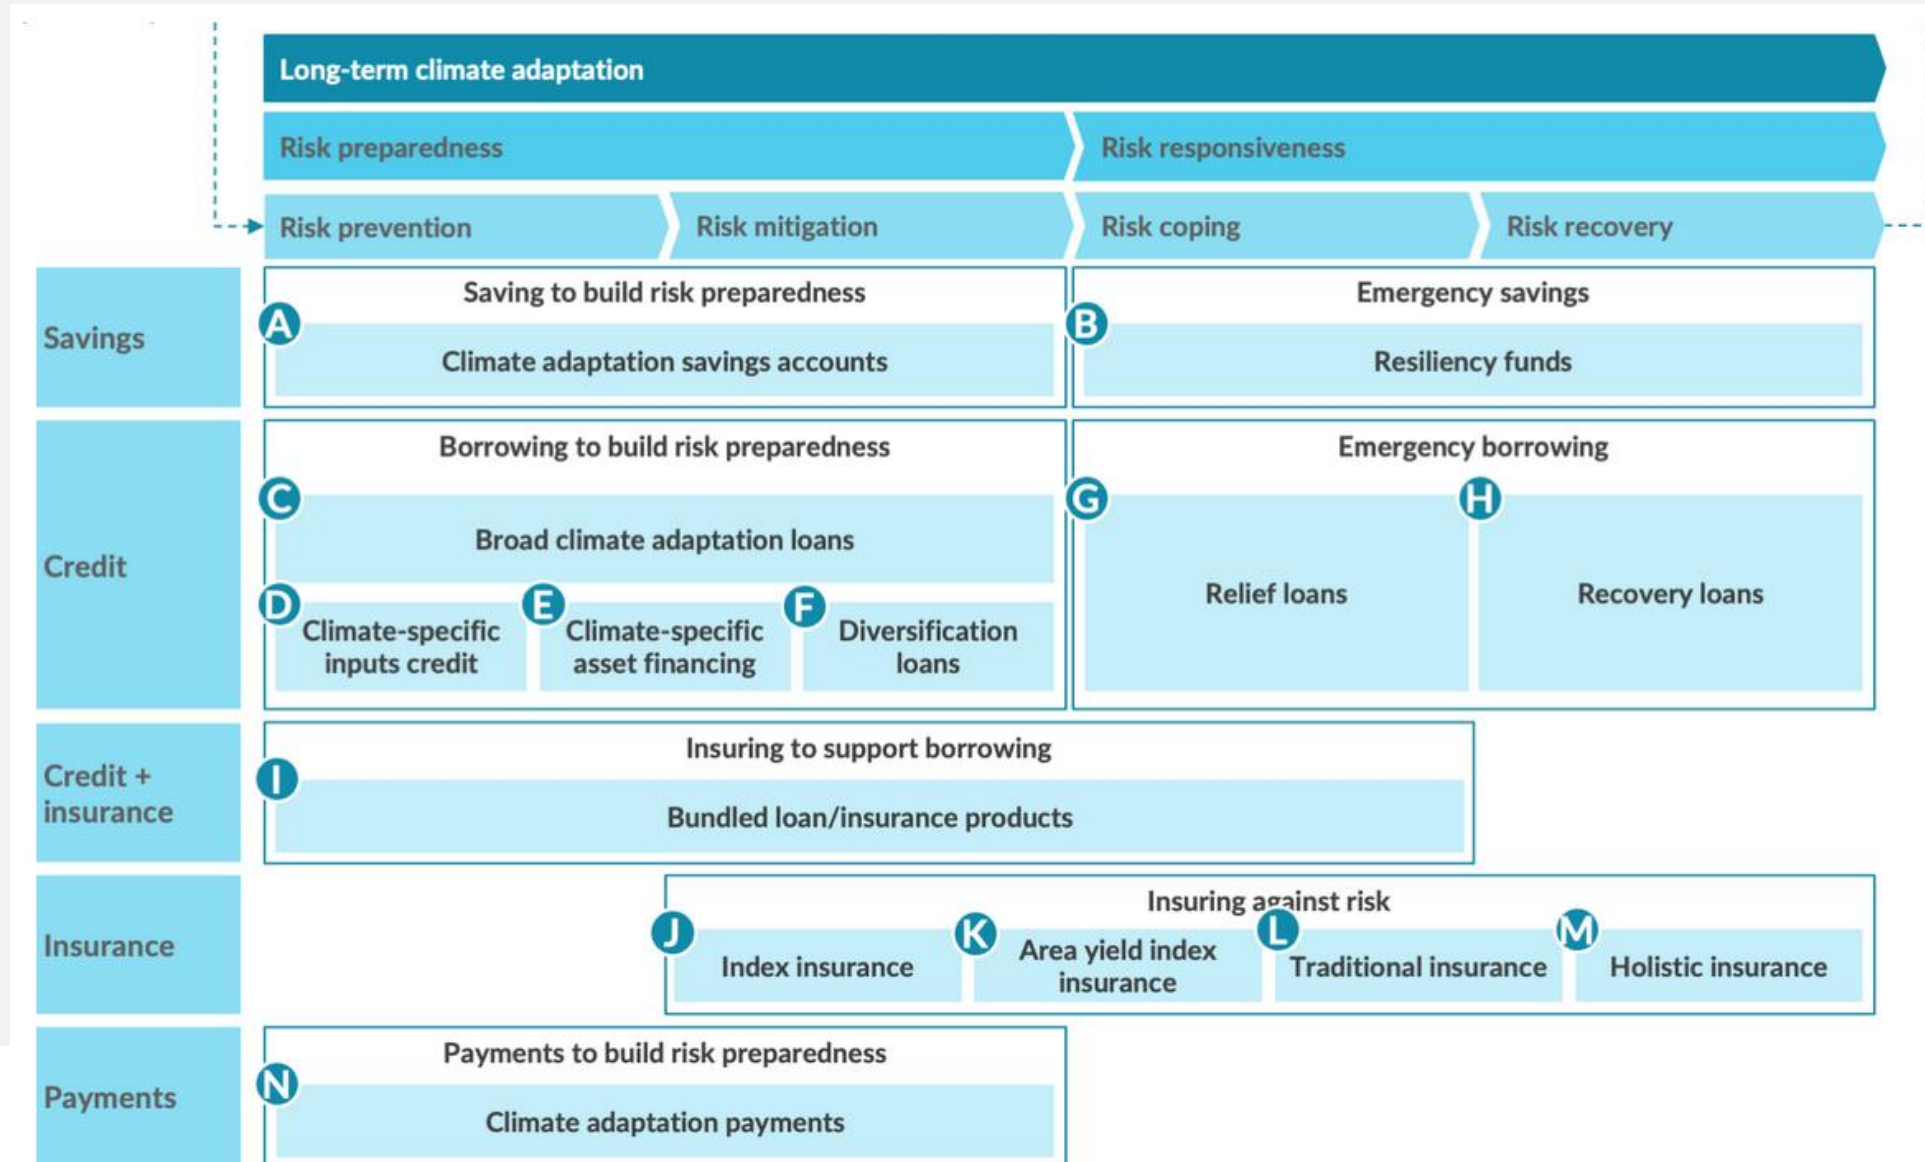 Long-term climate adaptation
Risk preparedness
Risk responsiveness
Risk prevention
Risk mitigation
Risk coping
Risk recovery
Savings
Saving to build risk preparedness
A
Climate adaptation savings accounts
Emergency savings
B
Resiliency funds
Credit
Borrowing to build risk preparedness
C
Broad climate adaptation loans
D
Climate-specific
inputs credit
E
Climate-specific
asset financing
F
Diversification
loans
Emergency borrowing
G
Relief loans
H
Recovery loans
Credit +
insurance
Insuring to support borrowing
I
Bundled loan/insurance products
Insurance
Insuring against risk
J
Index insurance
K
Area yield index
insurance
L
Traditional insurance
M
Holistic insurance
Payments
Payments to build risk preparedness
N
Climate adaptation payments